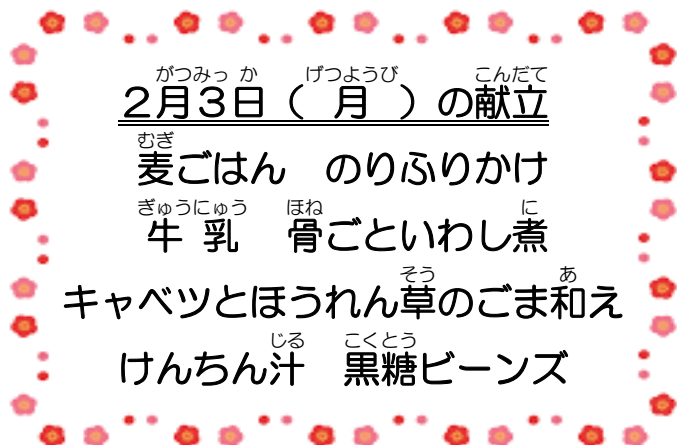 がつみっ か げつようび こんだて
２月３日（ 月 ）の献立
むぎ
麦ごはん　のりふりかけ
ぎゅうにゅう ほね に
牛 乳　骨ごといわし煮
そう あ
キャベツとほうれん草のごま和え
じる こくとう
けんちん汁　黒糖ビーンズ